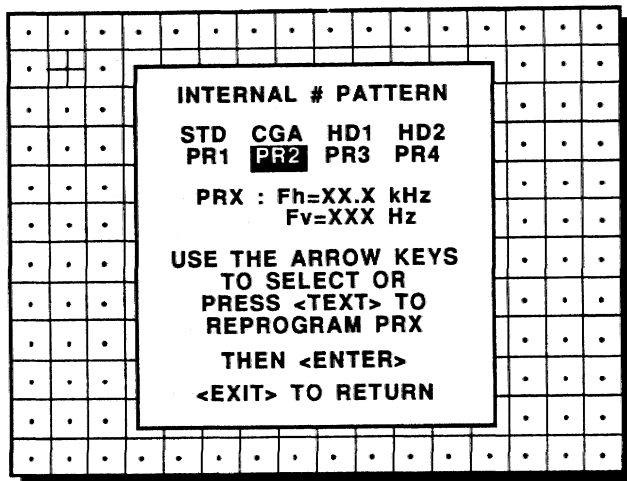 INTERNAL # PATTERN
STD CGA HD1 HD2
PR1 PR2 PR3 PR4
PRX : Fh=XX.X kHz
Fv=XXX Hz
USE THE ARROW KEYS
TO SELECT OR
PRESS <TEXT> TO
REPROGRAM PRX
THEN <ENTER>
<EXIT> TO RETURN